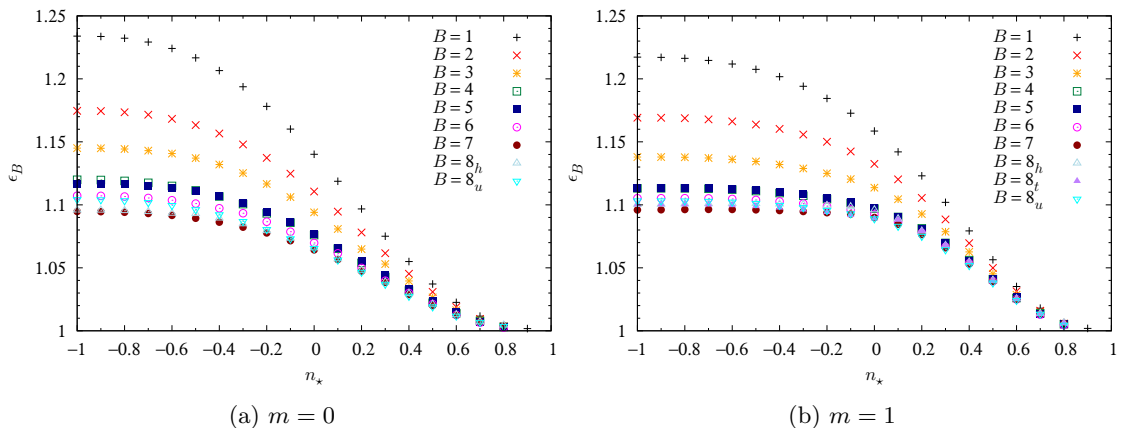 1.25
1.2
1.15
1.1
1.05
1
ϵ_B
−1 −0.8 −0.6 −0.4 −0.2 0 0.2 0.4 0.6 0.8 1
n⋆
B = 1
B = 2
B = 3
B = 4
B = 5
B = 6
B = 7
B = 8_h
B = 8_u
(a) m = 0
1.25
1.2
1.15
1.1
1.05
1
ϵ_B
−1 −0.8 −0.6 −0.4 −0.2 0 0.2 0.4 0.6 0.8 1
n⋆
B = 1
B = 2
B = 3
B = 4
B = 5
B = 6
B = 7
B = 8_h
B = 8_t
B = 8_u
(b) m = 1